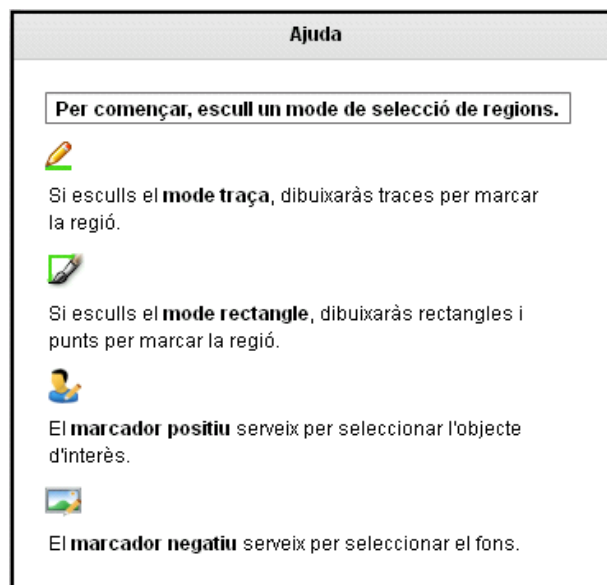 Ajuda
Per començar, escull un mode de selecció de regions.
Si esculls el mode traça, dibuixaràs traces per marcar
la regió.
Si esculls el mode rectangle, dibuixaràs rectangles i
punts per marcar la regió.
El marcador positiu serveix per seleccionar l'objecte
d'interès.
El marcador negatiu serveix per seleccionar el fons.